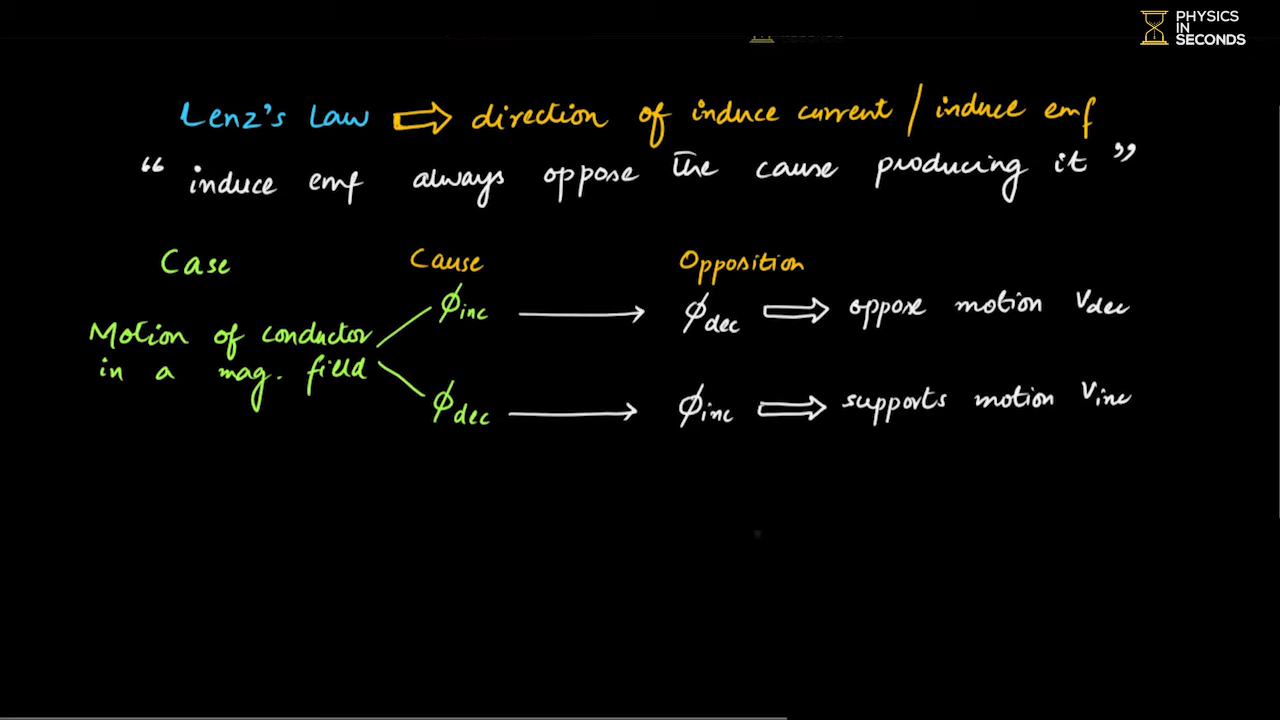 PHYSICS
IN
SECONDS
Lenz's Law ⇒ direction of induce current / induce emf
“ induce emf always oppose the cause producing it ”
Case Cause Opposition
ϕinc → ϕdec ⇒ oppose motion Vdec
Motion of conductor
in a mag. field
ϕdec → ϕinc ⇒ supports motion Vinc